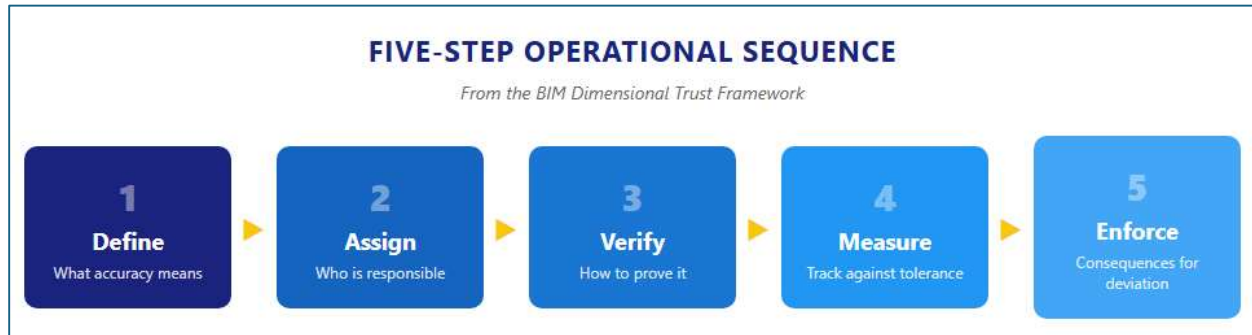 FIVE-STEP OPERATIONAL SEQUENCE
From the BIM Dimensional Trust Framework
1
Define
What accuracy means
2
Assign
Who is responsible
3
Verify
How to prove it
4
Measure
Track against tolerance
5
Enforce
Consequences for
deviation